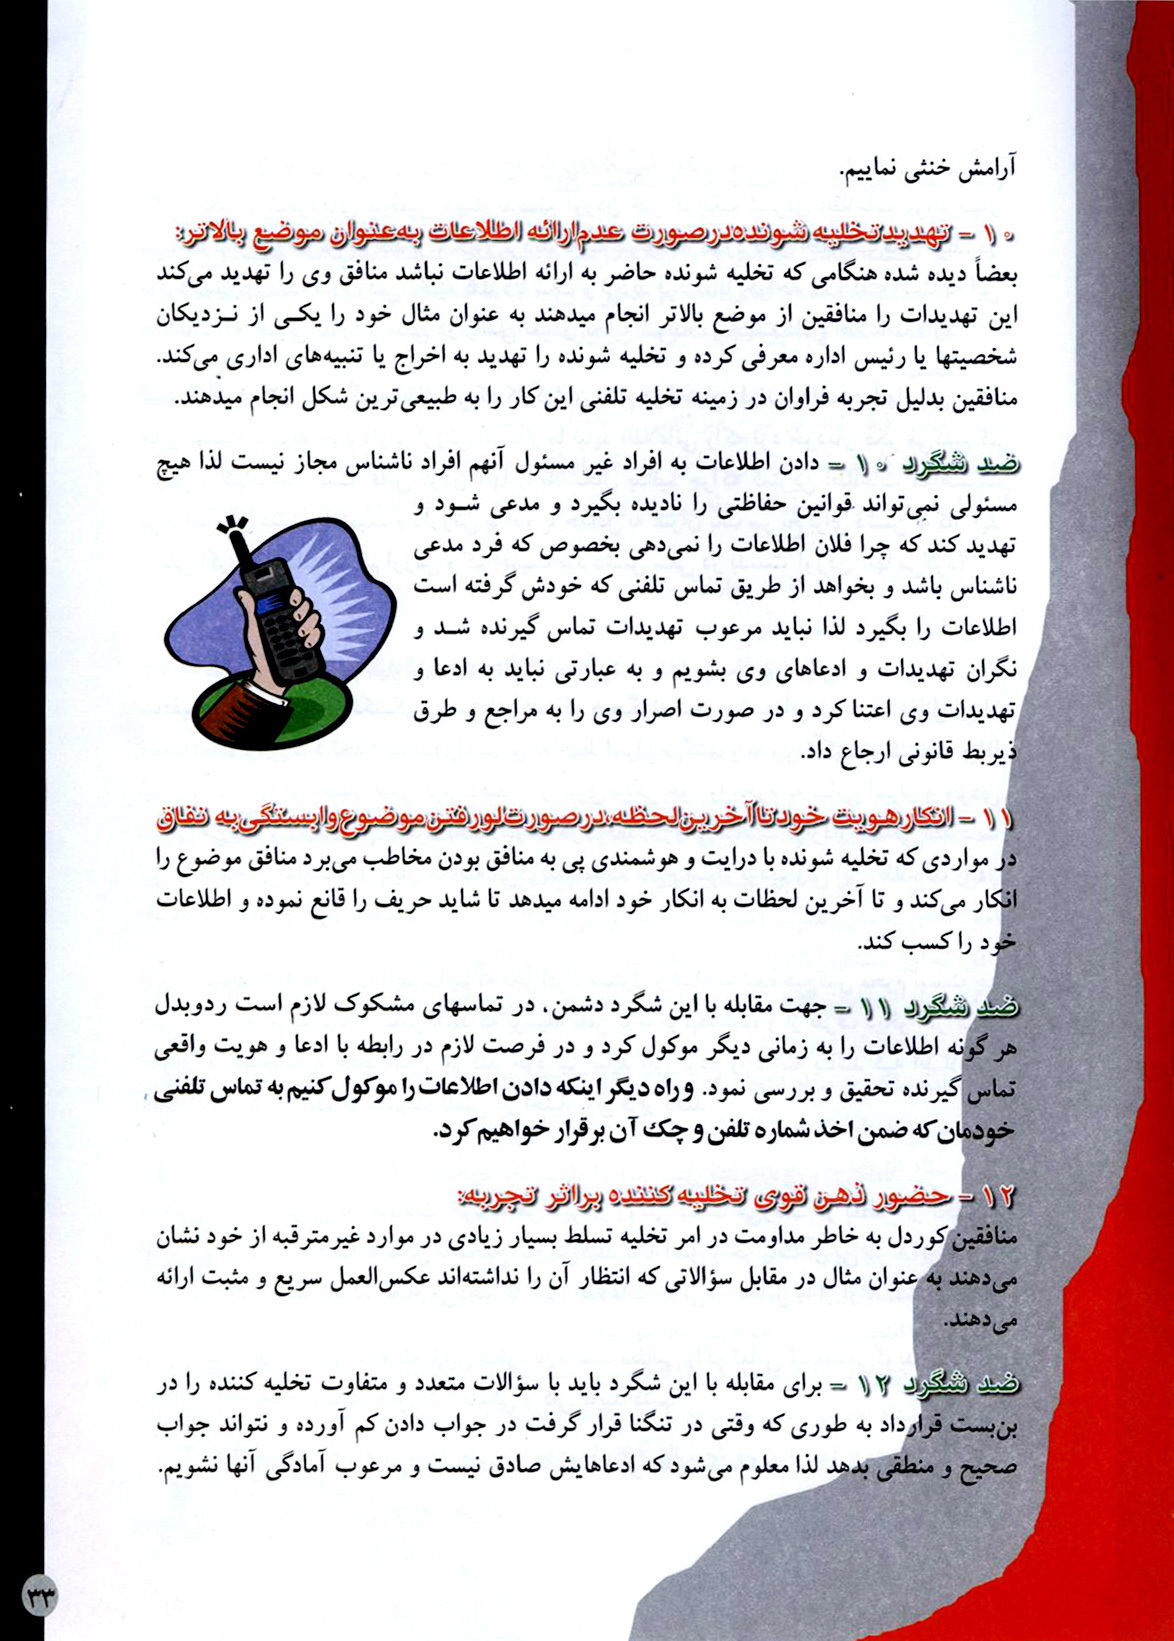 آرامش خنثی نماییم.
۱۰ - تهدید تخلیه شونده در صورت عدم ارائه اطلاعات به عنوان موضع بالاتر:
بعضاً دیده شده هنگامی که تخلیه شونده حاضر به ارائه اطلاعات نباشد منافق وی را تهدید می‌کند
این تهدیدات را منافقین از موضع بالاتر انجام میدهند به عنوان مثال خود را یکی از نزدیکان
شخصیتها یا رئیس اداره معرفی کرده و تخلیه شونده را تهدید به اخراج یا تنبیه‌های اداری می‌کند.
منافقین بدلیل تجربه فراوان در زمینه تخلیه تلفنی این کار را به طبیعی‌ترین شکل انجام میدهند.
ضد شگرد ۱۰ - دادن اطلاعات به افراد غیر مسئول آنهم افراد ناشناس مجاز نیست لذا هیچ
مسئولی نمی‌تواند قوانین حفاظتی را نادیده بگیرد و مدعی شود و
تهدید کند که چرا فلان اطلاعات را نمی‌دهی بخصوص که فرد مدعی
ناشناس باشد و بخواهد از طریق تماس تلفنی که خودش گرفته است
اطلاعات را بگیرد لذا نباید مرعوب تهدیدات تماس گیرنده شد و
نگران تهدیدات و ادعاهای وی بشویم و به عبارتی نباید به ادعا و
تهدیدات وی اعتنا کرد و در صورت اصرار وی را به مراجع و طرق
ذیربط قانونی ارجاع داد.
۱۱ - انکار هویت خود تا آخرین لحظه، در صورت لو رفتن موضوع وابستگی به نفاق
در مواردی که تخلیه شونده با درایت و هوشمندی پی به منافق بودن مخاطب می‌برد منافق موضوع را
انکار می‌کند و تا آخرین لحظات به انکار خود ادامه میدهد تا شاید حریف را قانع نموده و اطلاعات
خود را کسب کند.
ضد شگرد ۱۱ - جهت مقابله با این شگرد دشمن، در تماسهای مشکوک لازم است ردوبدل
هر گونه اطلاعات را به زمانی دیگر موکول کرد و در فرصت لازم در رابطه با ادعا و هویت واقعی
تماس گیرنده تحقیق و بررسی نمود. و راه دیگر اینکه دادن اطلاعات را موکول کنیم به تماس تلفنی
خودمان که ضمن اخذ شماره تلفن و چک آن برقرار خواهیم کرد.
۱۲ - حضور ذهن قوی تخلیه کننده براثر تجربه:
منافقین کوردل به خاطر مداومت در امر تخلیه تسلط بسیار زیادی در موارد غیرمترقبه از خود نشان
می‌دهند به عنوان مثال در مقابل سؤالاتی که انتظار آن را نداشته‌اند عکس‌العمل سریع و مثبت ارائه
می‌دهند.
ضد شگرد ۱۲ - برای مقابله با این شگرد باید با سؤالات متعدد و متفاوت تخلیه کننده را در
بن‌بست قرارداد به طوری که وقتی در تنگنا قرار گرفت در جواب دادن کم آورده و نتواند جواب
صحیح و منطقی بدهد لذا معلوم می‌شود که ادعاهایش صادق نیست و مرعوب آمادگی آنها نشویم.
۳۳